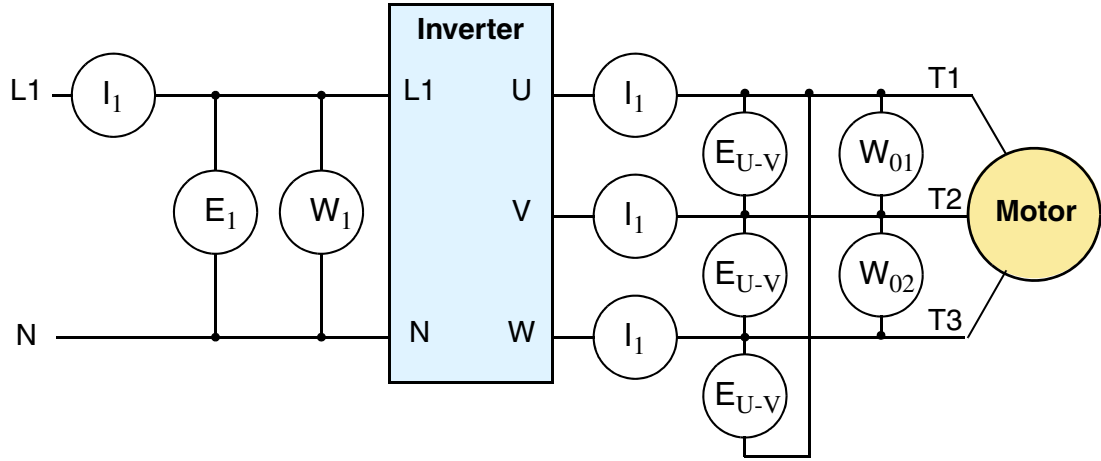 Inverter
L1
I1
L1
U
I1
T1
EU-V
W01
E1
W1
V
I1
T2
Motor
EU-V
W02
N
N
W
I1
T3
EU-V